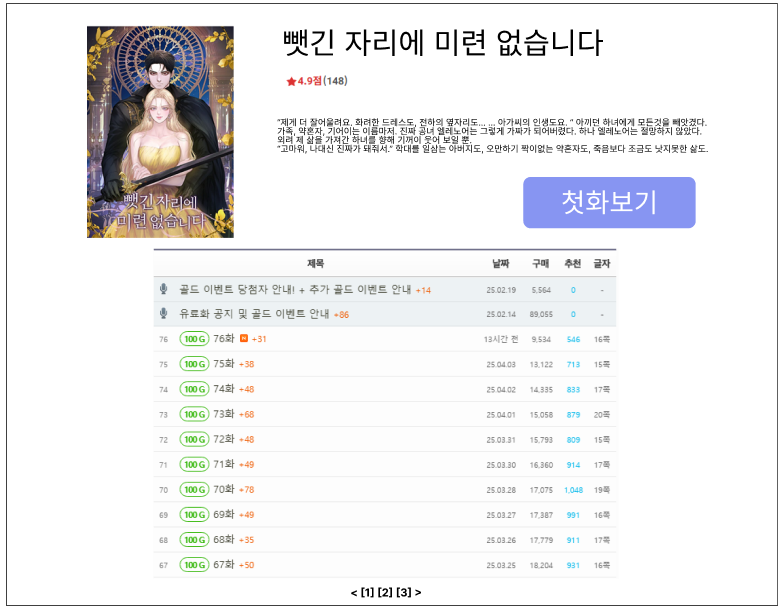 뺏긴 자리에 미련 없습니다
★4.9점(148)
"제게 더 잘어울려요. 화려한 드레스도, 전하의 옆자리도... ... 아가씨의 인생도요. " 아끼던 하녀에게 모든것을 빼앗겼다.
가족, 약혼자, 기어이는 이름마저. 진짜 공녀 엘레노어는 그렇게 가짜가 되어버렸다. 하나 엘레노어는 절망하지 않았다.
외려 제 삶을 가져간 하녀를 향해 기꺼이 웃어 보일 뿐.
"고마워, 나대신 진짜가 돼줘서." 학대를 일삼는 아버지도, 오만하기 짝이없는 약혼자도, 죽음보다 조금도 낫지못한 삶도.
뺏긴 자리에
미련 없습니다
첫화보기
제목 날짜 구매 추천 글자
골드 이벤트 당첨자 안내! + 추가 골드 이벤트 안내 +14 25.02.19 5,564 0 -
유료화 공지 및 골드 이벤트 안내 +86 25.02.14 89,055 0 -
76 100 G 76화 +31 13시간 전 9,534 546 16쪽
75 100 G 75화 +38 25.04.03 13,122 713 15쪽
74 100 G 74화 +48 25.04.02 14,335 833 17쪽
73 100 G 73화 +68 25.04.01 15,058 879 20쪽
72 100 G 72화 +48 25.03.31 15,793 809 15쪽
71 100 G 71화 +49 25.03.30 16,360 914 17쪽
70 100 G 70화 +78 25.03.28 17,075 1,048 19쪽
69 100 G 69화 +49 25.03.27 17,387 991 16쪽
68 100 G 68화 +35 25.03.26 17,779 911 17쪽
67 100 G 67화 +50 25.03.25 18,204 931 16쪽
< [1] [2] [3] >